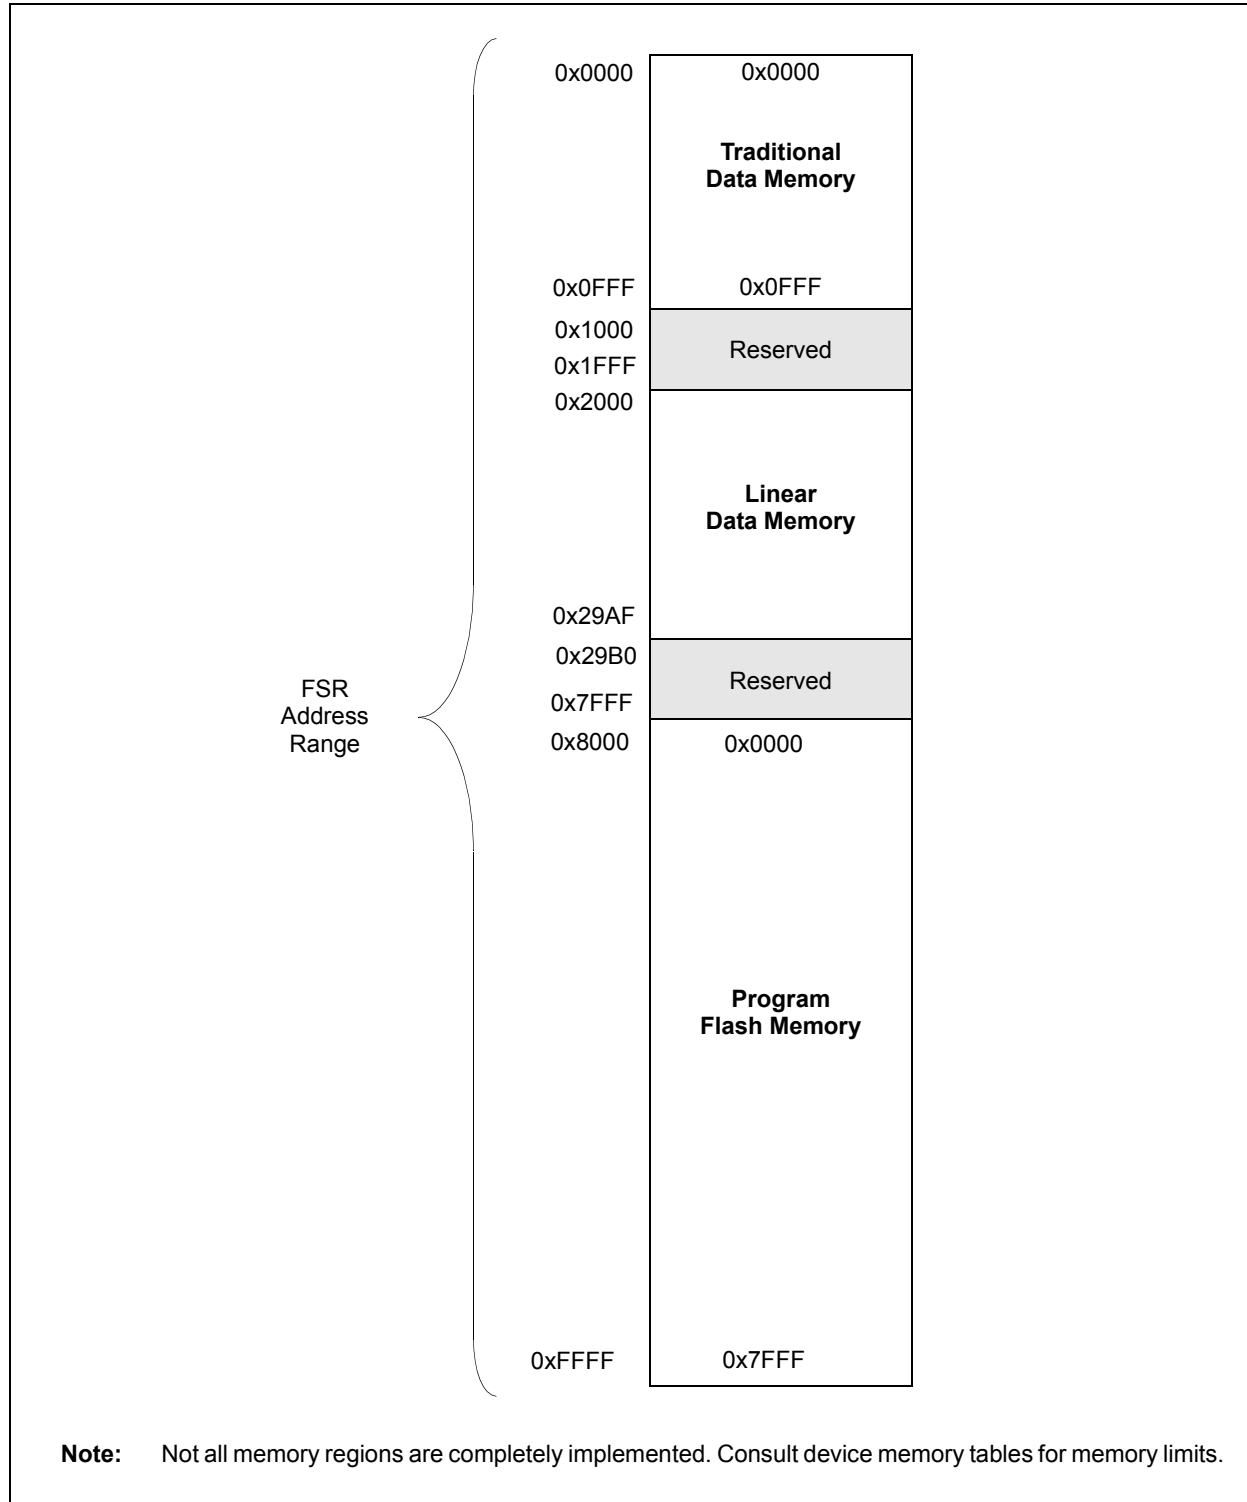 0x0000 0x0000
Traditional
Data Memory
0x0FFF 0x0FFF
0x1000
Reserved
0x1FFF
0x2000
Linear
Data Memory
0x29AF
0x29B0
Reserved
0x7FFF
FSR
Address
Range
0x8000 0x0000
Program
Flash Memory
0xFFFF 0x7FFF
Note: Not all memory regions are completely implemented. Consult device memory tables for memory limits.